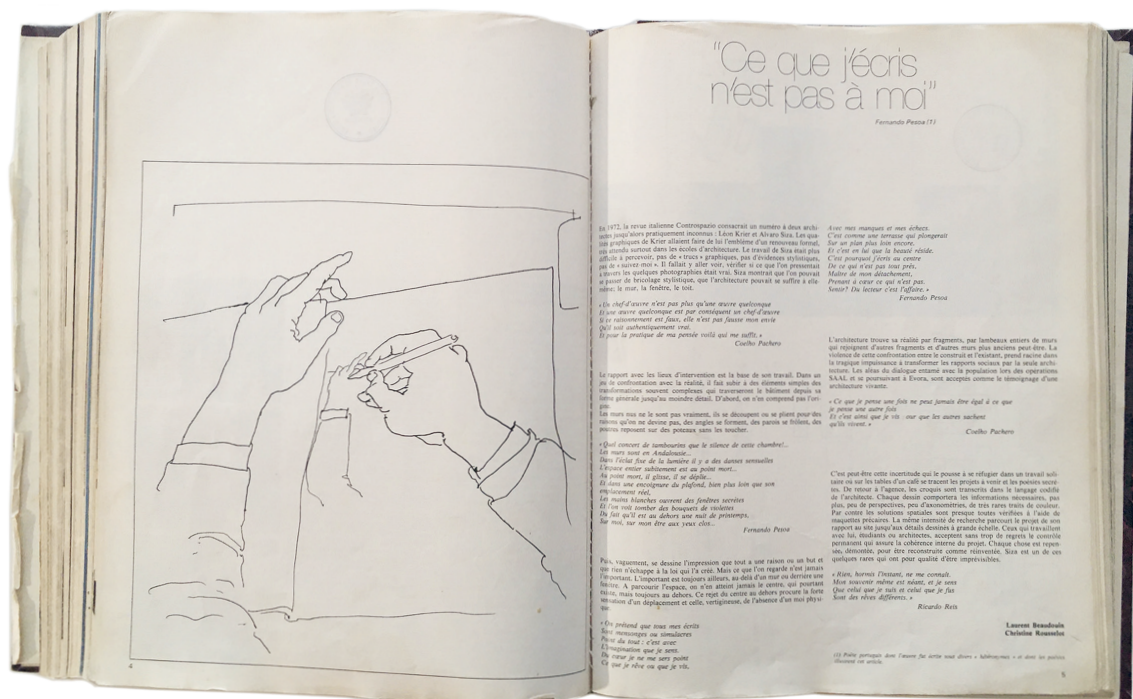 "Ce que j'écris
n'est pas à moi"
Fernando Pesoa (1)
En 1972, la revue italienne Controspazio consacrait un numéro à deux archi-
tectes jusqu'alors pratiquement inconnus : Léon Krier et Alvaro Siza. Les qua-
lités graphiques de Krier allaient faire de lui l'emblème d'un renouveau formel,
très attendu surtout dans les écoles d'architecture. Le travail de Siza était plus
difficile à percevoir, pas de « trucs » graphiques, pas d'évidences stylistiques,
pas de « suivez-moi ». Il fallait y aller voir, vérifier si ce que l'on pressentait
à travers les quelques photographies était vrai. Siza montrait que l'on pouvait
se passer de bricolage stylistique, que l'architecture pouvait se suffire à elle-
même; la mur, la fenêtre, le toit.
« Un chef-d'œuvre n'est pas plus qu'une œuvre quelconque
Et une œuvre quelconque est par conséquent un chef-d'œuvre
Si ce raisonnement est faux, elle n'est pas fausse mon envie
Qu'il soit authentiquement vrai.
Et pour la pratique de ma pensée voilà qui me suffit. »
Coelho Pachero
Le rapport avec les lieux d'intervention est la base de son travail. Dans un
jeu de confrontation avec la réalité, il fait subir à des éléments simples des
transformations souvent complexes qui traverseront le bâtiment depuis sa
forme générale jusqu'au moindre détail. D'abord, on n'en comprend pas l'ori-
gine.
Les murs nus ne le sont pas vraiment, ils se découpent ou se plient pour des
raisons qu'on ne devine pas, des angles se forment, des parois se frôlent, des
poutres reposent sur des poteaux sans les toucher.
« Quel concert de tambourins que le silence de cette chambre!...
Les murs sont en Andalousie...
Dans l'éclat fixe de la lumière il y a des danses sensuelles
L'espace entier subitement est au point mort...
Au point mort, il glisse, il se déplie...
Et dans une encoignure du plafond, bien plus loin que son
emplacement réel,
Les mains blanches ouvrent des fenêtres secrètes
Et l'on voit tomber des bouquets de violettes
Du fait qu'il est au dehors une nuit de printemps,
Sur moi, sur mon être aux yeux clos...
Fernando Pesoa
Puis, vaguement, se dessine l'impression que tout a une raison ou un but et
que rien n'échappe à la loi qui l'a créé. Mais ce que l'on regarde n'est jamais
l'important. L'important est toujours ailleurs, au-delà d'un mur ou derrière une
fenêtre. A parcourir l'espace, on n'en atteint jamais le centre, qui pourtant
existe, mais toujours au dehors. Ce rejet du centre au dehors procure la forte
sensation d'un déplacement et celle, vertigineuse, de l'absence d'un moi physi-
que.
« On prétend que tous mes écrits
Sont mensonges ou simulacres
Point du tout : c'est avec
L'imagination que je sens.
Du cœur je ne me sers point
Ce que je rêve ou que je vis,
Avec mes manques et mes échecs.
C'est comme une terrasse qui plongerait
Sur un plan plus loin encore.
Et c'est en lui que la beauté réside.
C'est pourquoi j'écris au centre
De ce qui n'est pas tout près,
Maître de mon détachement,
Prenant à cœur ce qui n'est pas.
Sentir? Du lecteur c'est l'affaire. »
Fernando Pesoa
L'architecture trouve sa réalité par fragments, par lambeaux entiers de murs
qui rejoignent d'autres fragments et d'autres murs plus anciens peut être. La
violence de cette confrontation entre le construit et l'existant, prend racine dans
la tragique impuissance à transformer les rapports sociaux par la seule archi-
tecture. Les aléas du dialogue entamé avec la population lors des opérations
SAAL et se poursuivant à Evora, sont acceptés comme le témoignage d'une
architecture vivante.
« Ce que je pense une fois ne peut jamais être égal à ce que
je pense une autre fois
Et c'est ainsi que je vis our que les autres sachent
qu'ils vivent. »
Coelho Pachero
C'est peut-être cette incertitude qui le pousse à se réfugier dans un travail soli-
taire où sur les tables d'un café se tracent les projets à venir et les poésies secrè-
tes. De retour à l'agence, les croquis sont transcrits dans le langage codifié
de l'architecte. Chaque dessin comportera les informations nécessaires, pas
plus, peu de perspectives, peu d'axonométries, de très rares traits de couleur.
Par contre les solutions spatiales sont presque toutes vérifiées à l'aide de
maquettes précaires. La même intensité de recherche parcourt le projet de son
rapport au site jusqu'aux détails dessinés à grande échelle. Ceux qui travaillent
avec lui, étudiants ou architectes, acceptent sans trop de regrets le contrôle
permanent qui assure la cohérence interne du projet. Chaque chose est repen-
sée, démontée, pour être reconstruite comme réinventée. Siza est un de ces
quelques rares qui ont pour qualité d'être imprévisibles.
« Rien, hormis l'instant, ne me connaît.
Mon souvenir même est néant, et je sens
Que celui que je suis et celui que je fus
Sont des rêves différents. »
Ricardo Reis
Laurent Beaudouin
Christine Rousselot
(1) Poète portugais dont l'œuvre fut écrite sous divers « hétéronymes » et dont les poésies
illustrent cet article.
4
5